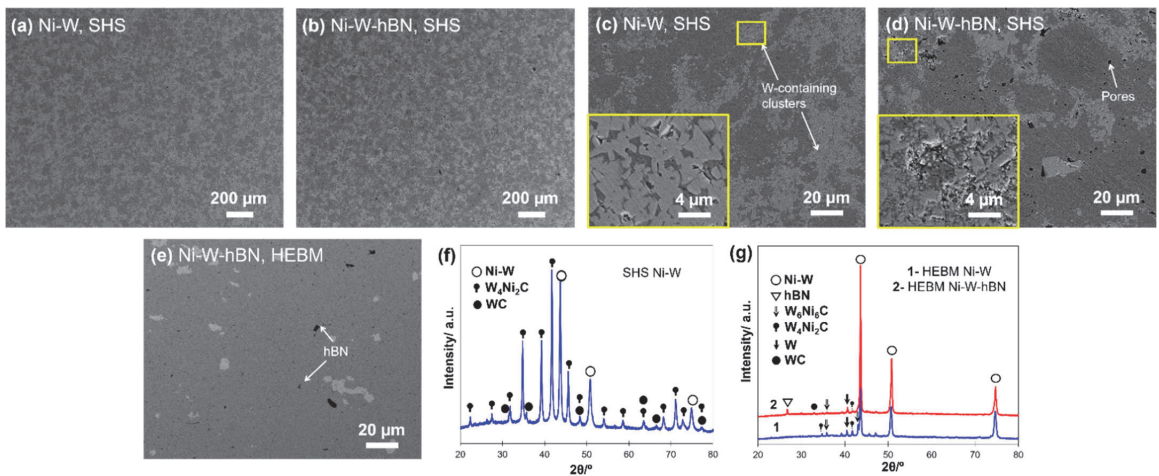 (a) Ni-W, SHS
200 µm
(b) Ni-W-hBN, SHS
200 µm
(c) Ni-W, SHS
W-containing
clusters
4 µm
20 µm
(d) Ni-W-hBN, SHS
Pores
4 µm
20 µm
(e) Ni-W-hBN, HEBM
hBN
20 µm
(f)
Ni-W
W₄Ni₂C
WC
SHS Ni-W
Intensity/ a.u.
20 30 40 50 60 70 80
2θ/º
(g)
Ni-W
hBN
W₆Ni₆C
W₄Ni₂C
W
WC
1- HEBM Ni-W
2- HEBM Ni-W-hBN
2
1
Intensity/ a.u.
20 30 40 50 60 70 80
2θ/º